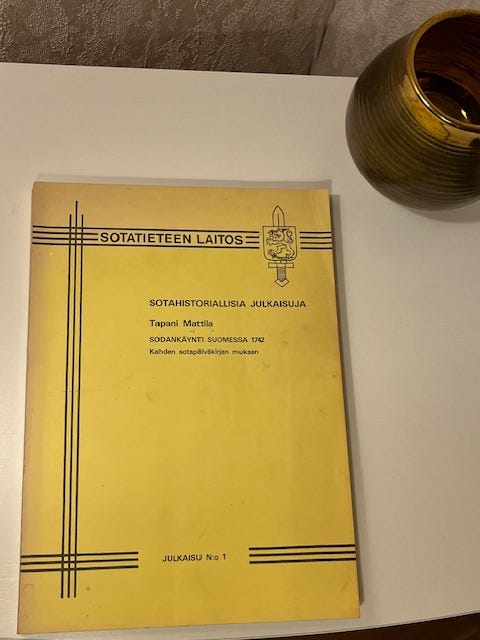 SOTATIETEEN LAITOS
SOTAHISTORIALLISIA JULKAISUJA
Tapani Mattila
SODANKÄYNTI SUOMESSA 1742
Kahden sotapäiväkirjan mukaan
JULKAISU N:o 1